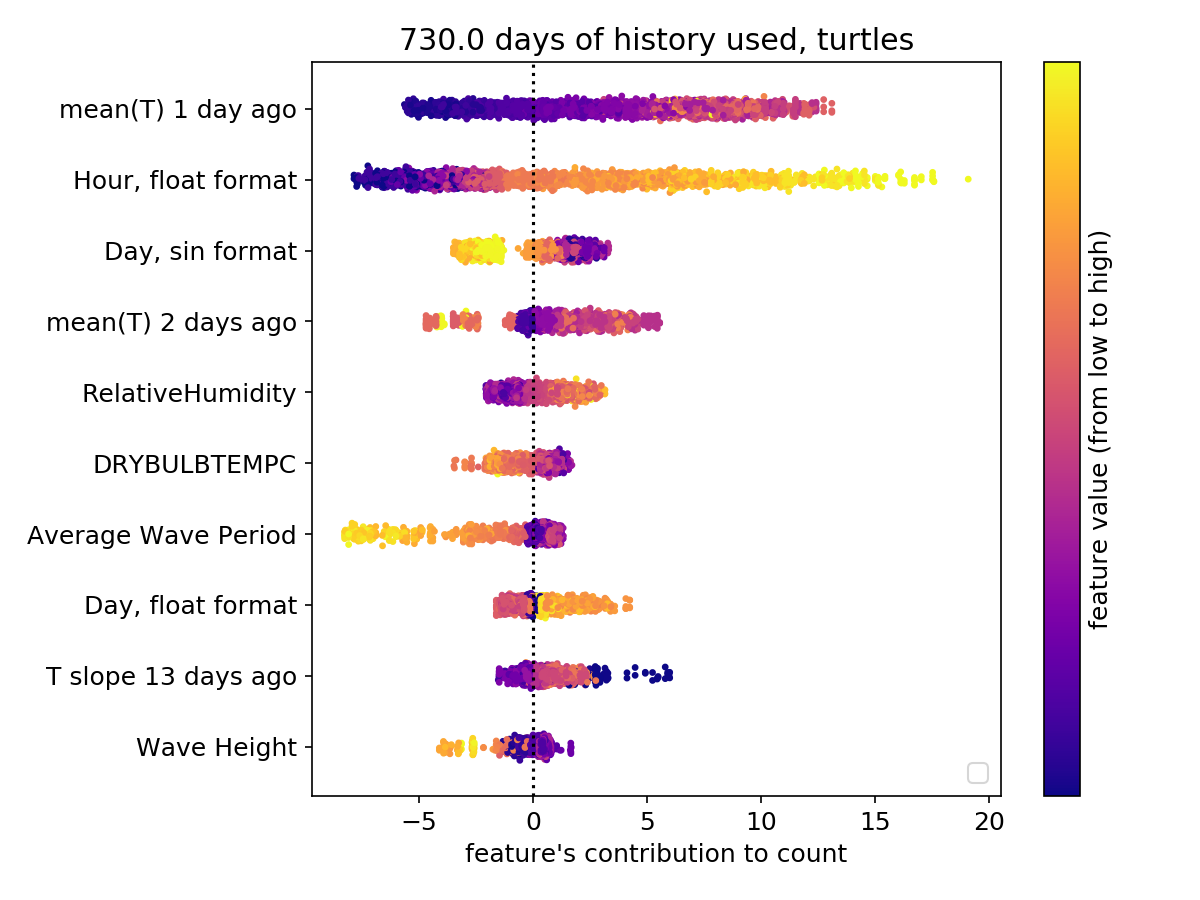 730.0 days of history used, turtles
mean(T) 1 day ago
Hour, float format
Day, sin format
mean(T) 2 days ago
RelativeHumidity
DRYBULBTEMPC
Average Wave Period
Day, float format
T slope 13 days ago
Wave Height
−5 0 5 10 15 20
feature's contribution to count
feature value (from low to high)